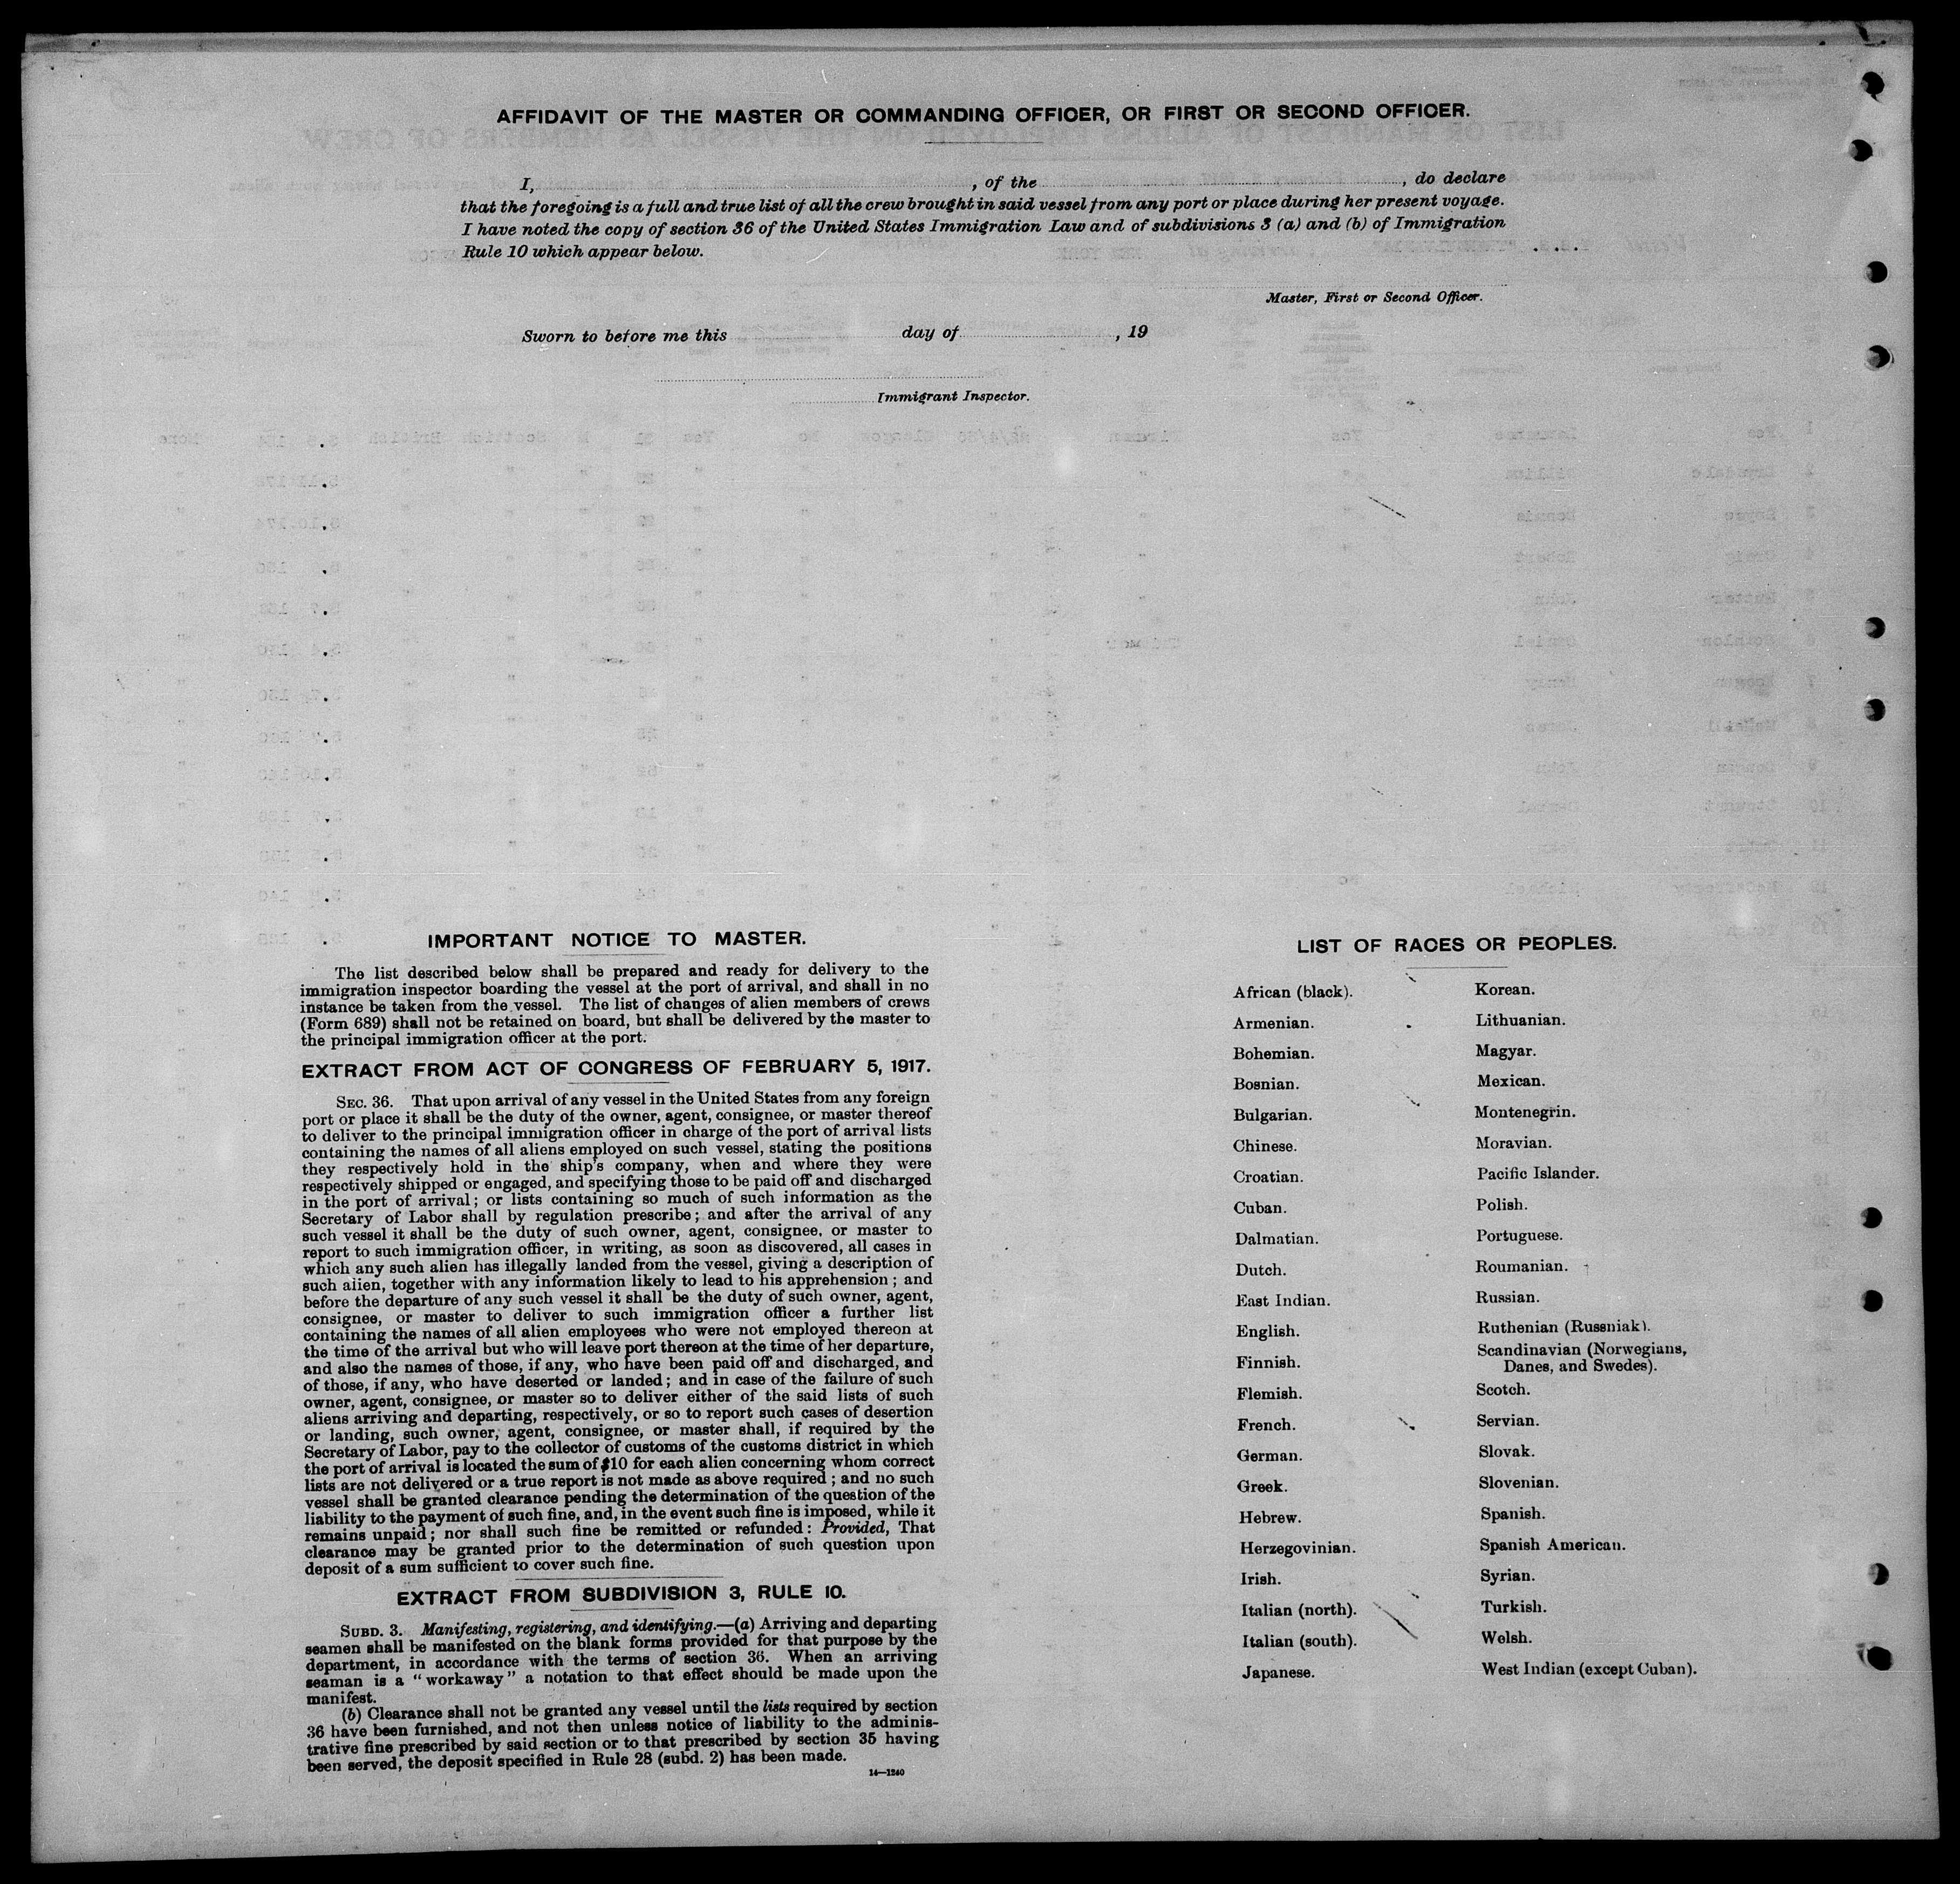 AFFIDAVIT OF THE MASTER OR COMMANDING OFFICER, OR FIRST OR SECOND OFFICER.
I, , of the , do declare
that the foregoing is a full and true list of all the crew brought in said vessel from any port or place during her present voyage.
I have noted the copy of section 36 of the United States Immigration Law and of subdivisions 3 (a) and (b) of Immigration
Rule 10 which appear below.
Master, First or Second Officer.
Sworn to before me this day of , 19
Immigrant Inspector.
IMPORTANT NOTICE TO MASTER.
The list described below shall be prepared and ready for delivery to the
immigration inspector boarding the vessel at the port of arrival, and shall in no
instance be taken from the vessel. The list of changes of alien members of crews
(Form 689) shall not be retained on board, but shall be delivered by the master to
the principal immigration officer at the port.
EXTRACT FROM ACT OF CONGRESS OF FEBRUARY 5, 1917.
SEC. 36. That upon arrival of any vessel in the United States from any foreign
port or place it shall be the duty of the owner, agent, consignee, or master thereof
to deliver to the principal immigration officer in charge of the port of arrival lists
containing the names of all aliens employed on such vessel, stating the positions
they respectively hold in the ship's company, when and where they were
respectively shipped or engaged, and specifying those to be paid off and discharged
in the port of arrival; or lists containing so much of such information as the
Secretary of Labor shall by regulation prescribe; and after the arrival of any
such vessel it shall be the duty of such owner, agent, consignee, or master to
report to such immigration officer, in writing, as soon as discovered, all cases in
which any such alien has illegally landed from the vessel, giving a description of
such alien, together with any information likely to lead to his apprehension; and
before the departure of any such vessel it shall be the duty of such owner, agent,
consignee, or master to deliver to such immigration officer a further list
containing the names of all alien employees who were not employed thereon at
the time of the arrival but who will leave port thereon at the time of her departure,
and also the names of those, if any, who have been paid off and discharged, and
of those, if any, who have deserted or landed; and in case of the failure of such
owner, agent, consignee, or master so to deliver either of the said lists of such
aliens arriving and departing, respectively, or so to report such cases of desertion
or landing, such owner, agent, consignee, or master shall, if required by the
Secretary of Labor, pay to the collector of customs of the customs district in which
the port of arrival is located the sum of $10 for each alien concerning whom correct
lists are not delivered or a true report is not made as above required; and no such
vessel shall be granted clearance pending the determination of the question of the
liability to the payment of such fine, and, in the event such fine is imposed, while it
remains unpaid; nor shall such fine be remitted or refunded: Provided, That
clearance may be granted prior to the determination of such question upon
deposit of a sum sufficient to cover such fine.
EXTRACT FROM SUBDIVISION 3, RULE 10.
SUBD. 3. Manifesting, registering, and identifying.—(a) Arriving and departing
seamen shall be manifested on the blank forms provided for that purpose by the
department, in accordance with the terms of section 36. When an arriving
seaman is a "workaway" a notation to that effect should be made upon the
manifest.
(b) Clearance shall not be granted any vessel until the lists required by section
36 have been furnished, and not then unless notice of liability to the adminis-
trative fine prescribed by said section or to that prescribed by section 35 having
been served, the deposit specified in Rule 28 (subd. 2) has been made.
14—1240
LIST OF RACES OR PEOPLES.
African (black).
Armenian.
Bohemian.
Bosnian.
Bulgarian.
Chinese.
Croatian.
Cuban.
Dalmatian.
Dutch.
East Indian.
English.
Finnish.
Flemish.
French.
German.
Greek.
Hebrew.
Herzegovinian.
Irish.
Italian (north).
Italian (south).
Japanese.
Korean.
Lithuanian.
Magyar.
Mexican.
Montenegrin.
Moravian.
Pacific Islander.
Polish.
Portuguese.
Roumanian.
Russian.
Ruthenian (Russniak).
Scandinavian (Norwegians,
Danes, and Swedes).
Scotch.
Servian.
Slovak.
Slovenian.
Spanish.
Spanish American.
Syrian.
Turkish.
Welsh.
West Indian (except Cuban).